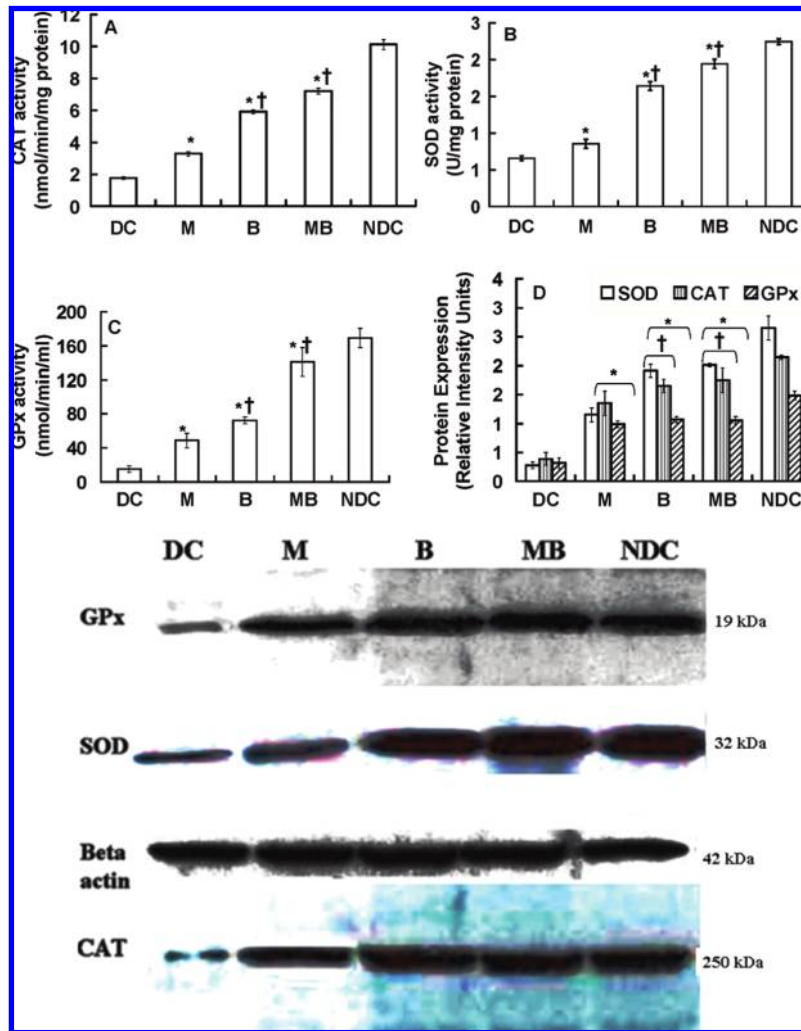 A
CAT activity
(nmol/min/mg protein)
12
10
8
6
4
2
0
* *† *†
DC M B MB NDC
B
SOD activity
(U/mg protein)
3
2
2
1
1
0
* *† *†
DC M B MB NDC
C
GPx activity
(nmol/min/ml)
200
160
120
80
40
0
* *† *†
DC M B MB NDC
D
SOD CAT GPx
Protein Expression
(Relative Intensity Units)
4
3
3
2
2
1
1
0
* * *
† †
DC M B MB NDC
DC M B MB NDC
GPx 19 kDa
SOD 32 kDa
Beta
actin 42 kDa
CAT 250 kDa